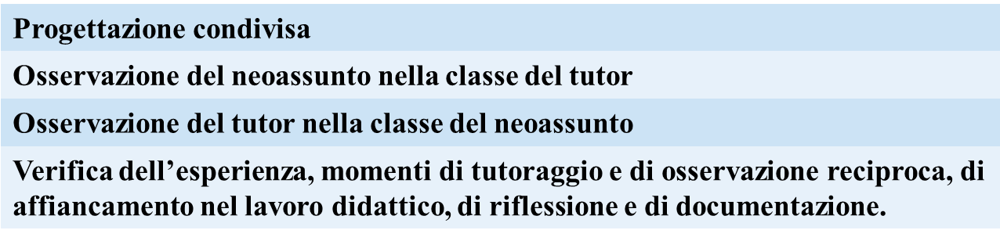 Progettazione condivisa
Osservazione del neoassunto nella classe del tutor
Osservazione del tutor nella classe del neoassunto
Verifica dell’esperienza, momenti di tutoraggio e di osservazione reciproca, di
affiancamento nel lavoro didattico, di riflessione e di documentazione.